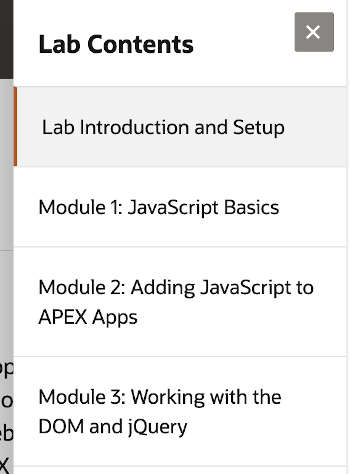 Lab Contents
Lab Introduction and Setup
Module 1: JavaScript Basics
Module 2: Adding JavaScript to
APEX Apps
Module 3: Working with the
DOM and jQuery